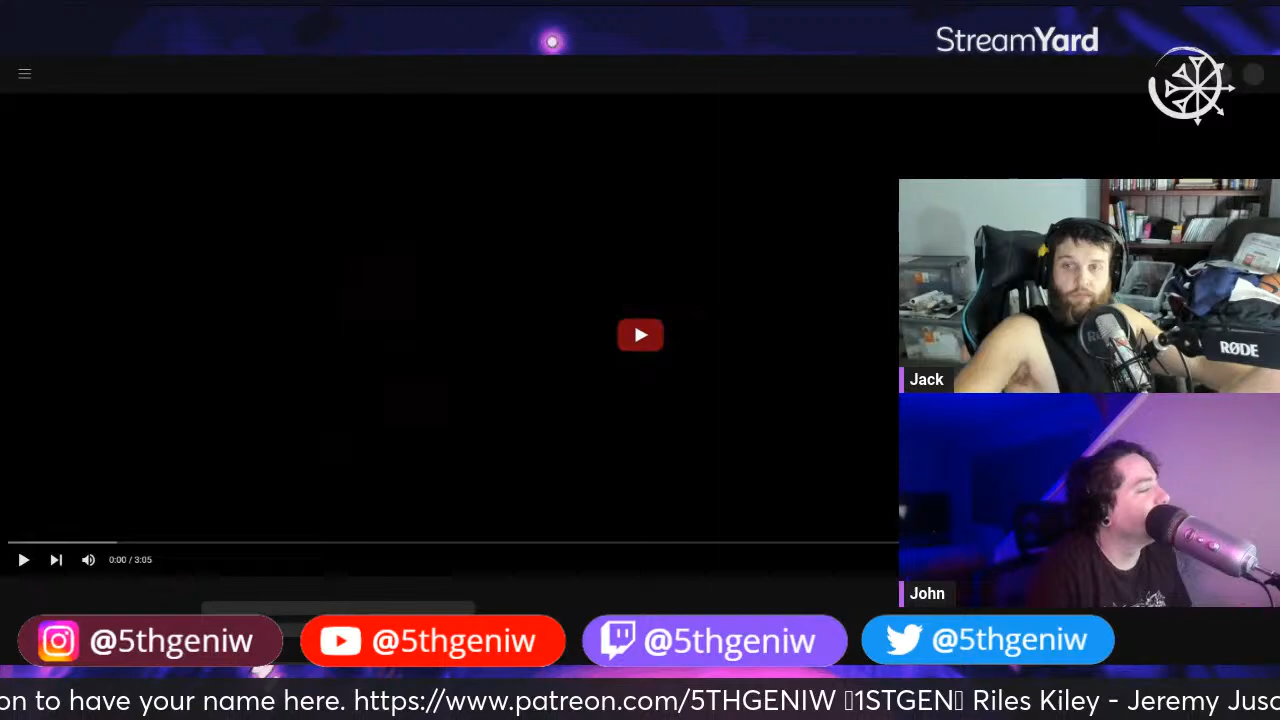 StreamYard
RØDE
Jack
0:00 / 3:05
John
@5thgeniw
@5thgeniw
@5thgeniw
@5thgeniw
on to have your name here. https://www.patreon.com/5THGENIW 1STGEN Riles Kiley - Jeremy Jusc